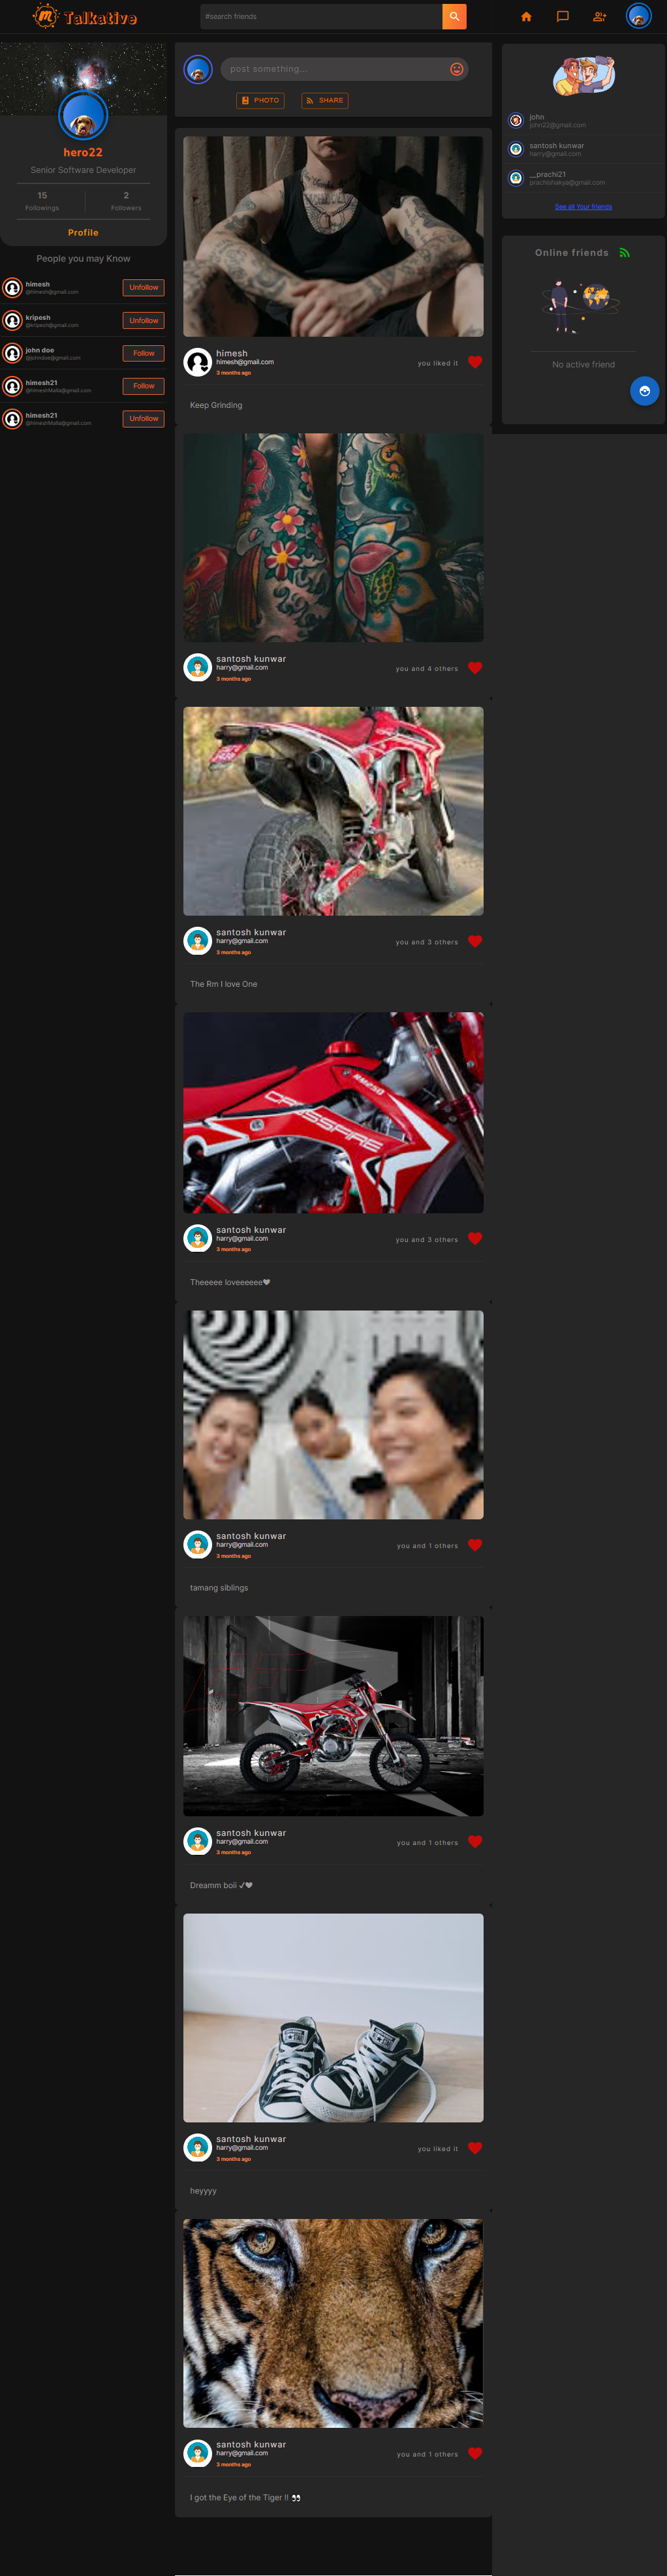 Talkative
#search friends
hero22
Senior Software Developer
15
2
Followings
Followers
Profile
People you may Know
himesh
@himesh@gmail.com
Unfollow
kripesh
@kripesh@gmail.com
Unfollow
john doe
@johndoe@gmail.com
Follow
himesh21
@himeshMalla@gmail.com
Follow
himesh21
@himeshMalla@gmail.com
Unfollow
post something...
PHOTO
SHARE
himesh
himesh@gmail.com
3 months ago
you liked it
Keep Grinding
santosh kunwar
harry@gmail.com
3 months ago
you and 4 others
santosh kunwar
harry@gmail.com
3 months ago
you and 3 others
The Rm I love One
RM250
CROSSFIRE
santosh kunwar
harry@gmail.com
3 months ago
you and 3 others
Theeeee loveeeeee🖤
santosh kunwar
harry@gmail.com
3 months ago
you and 1 others
tamang siblings
santosh kunwar
harry@gmail.com
3 months ago
you and 1 others
Dreamm boii ✓🖤
santosh kunwar
harry@gmail.com
3 months ago
you liked it
heyyyy
santosh kunwar
harry@gmail.com
3 months ago
you and 1 others
I got the Eye of the Tiger !! 👀
john
john22@gmail.com
santosh kunwar
harry@gmail.com
__prachi21
prachishakya@gmail.com
See all Your friends
Online friends
No active friend